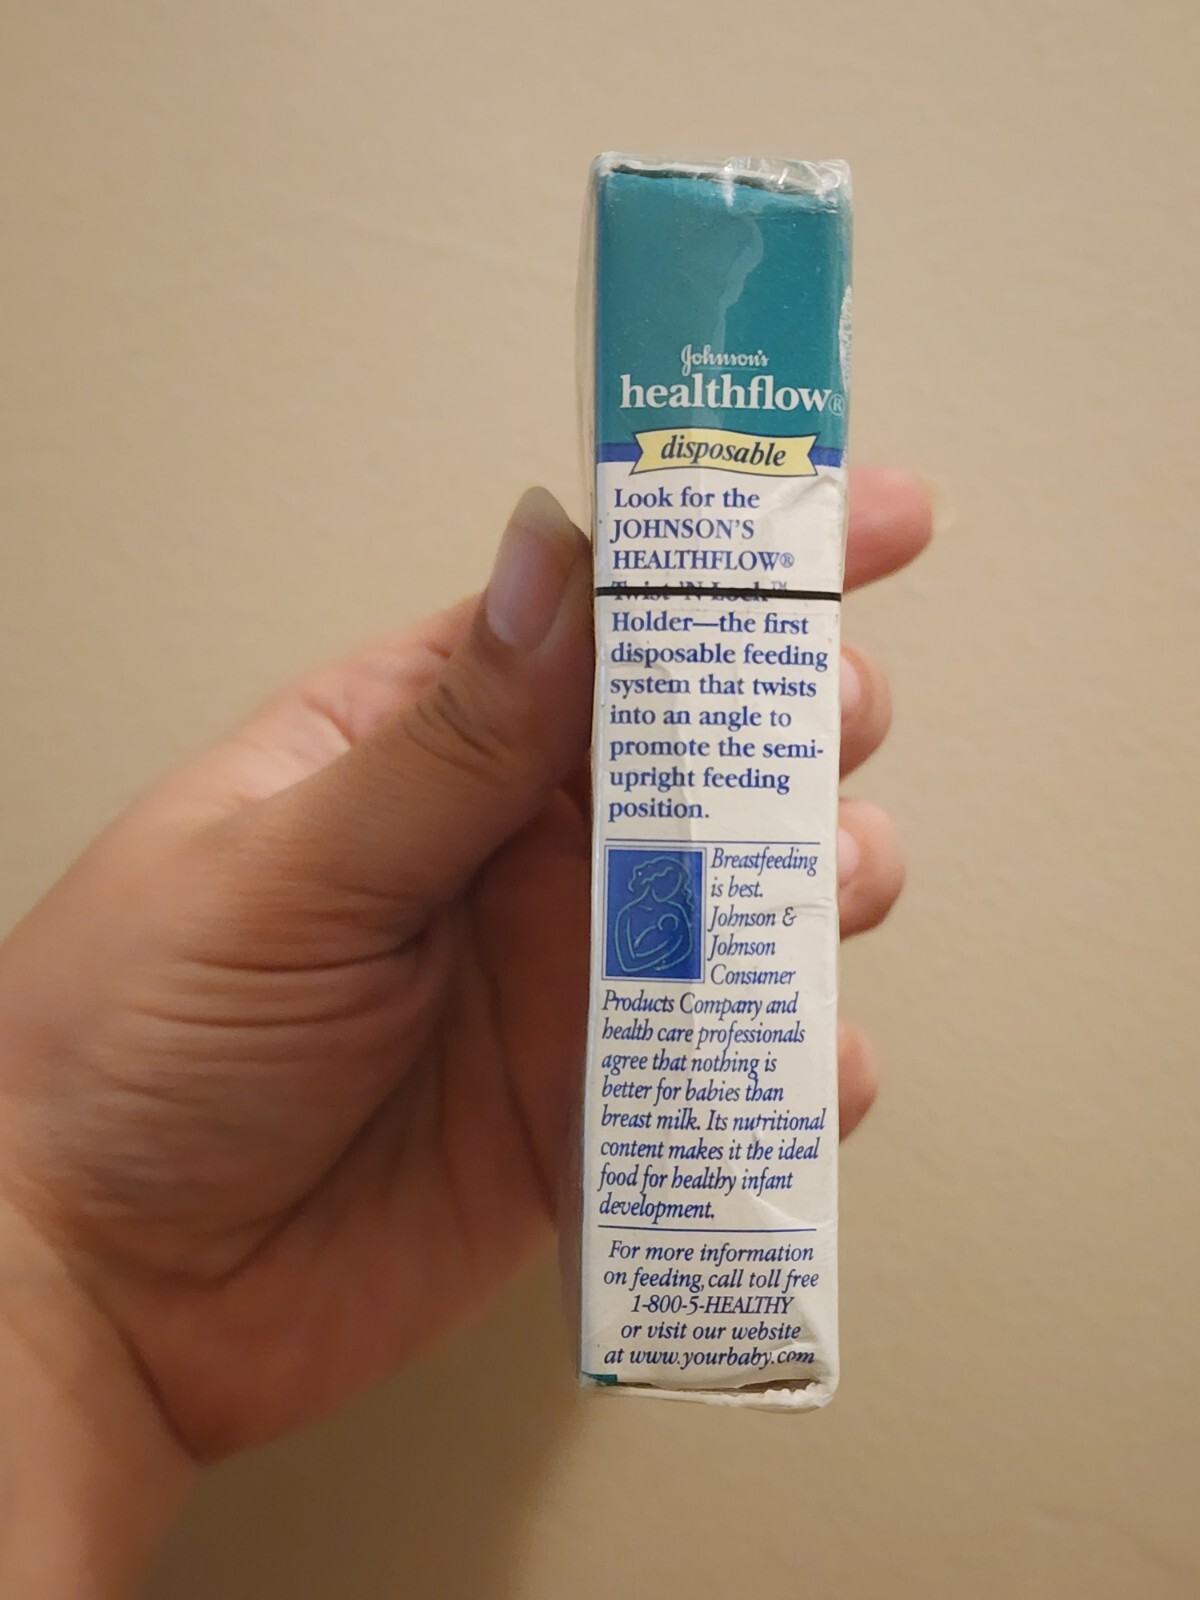 Johnson's
healthflow®
disposable
Look for the
JOHNSON'S
HEALTHFLOW®
Twist 'N Lock™
Holder—the first
disposable feeding
system that twists
into an angle to
promote the semi-
upright feeding
position.
Breastfeeding
is best.
Johnson &
Johnson
Consumer
Products Company and
health care professionals
agree that nothing is
better for babies than
breast milk. Its nutritional
content makes it the ideal
food for healthy infant
development.
For more information
on feeding, call toll free
1-800-5-HEALTHY
or visit our website
at www.yourbaby.com